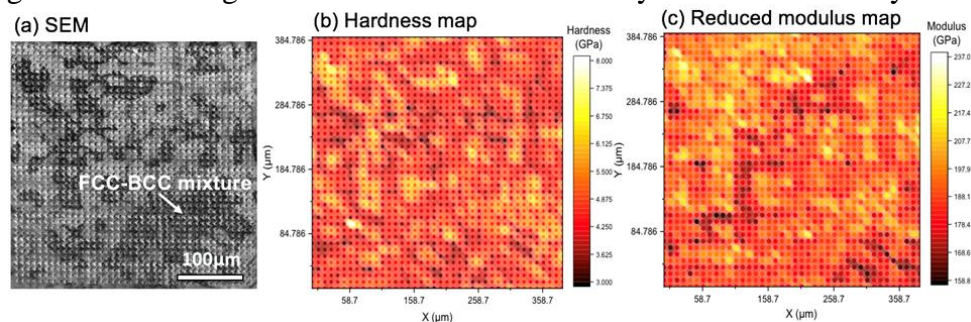 (a) SEM
FCC-BCC mixture
100μm
(b) Hardness map
Hardness
(GPa)
8.000
7.375
6.750
6.125
5.500
4.875
4.250
3.625
3.000
384.786
284.786
184.786
84.786
Y (μm)
58.7
158.7
258.7
358.7
X (μm)
(c) Reduced modulus map
Modulus
(GPa)
237.0
227.2
217.4
207.6
197.9
188.1
178.3
168.5
158.8
384.786
284.786
184.786
84.786
Y (μm)
58.7
158.7
258.7
358.7
X (μm)